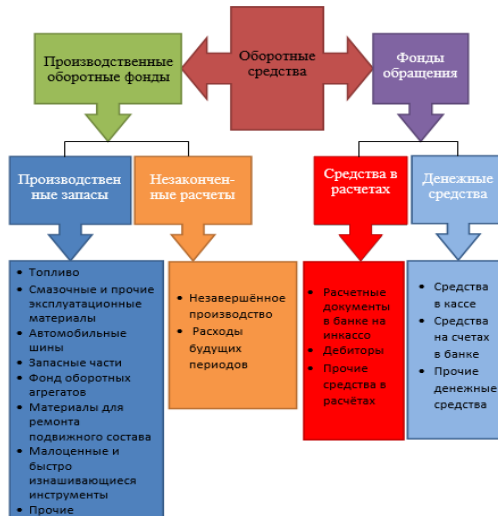 Производственные
оборотные фонды
Оборотные
средства
Фонды
обращения
Производствен
ные запасы
Незакончен-
ные расчеты
Средства в
расчетах
Денежные
средства
• Топливо
• Смазочные и прочие
эксплуатационные
материалы
• Автомобильные
шины
• Запасные части
• Фонд оборотных
агрегатов
• Материалы для
ремонта
подвижного состава
• Малоценные и
быстро
изнашивающиеся
инструменты
• Прочие
• Незавершённое
производство
• Расходы
будущих
периодов
• Расчетные
документы
в банке на
инкассо
• Дебиторы
• Прочие
средства в
расчётах
• Средства
в кассе
• Средства
на счетах
в банке
• Прочие
денежные
средства